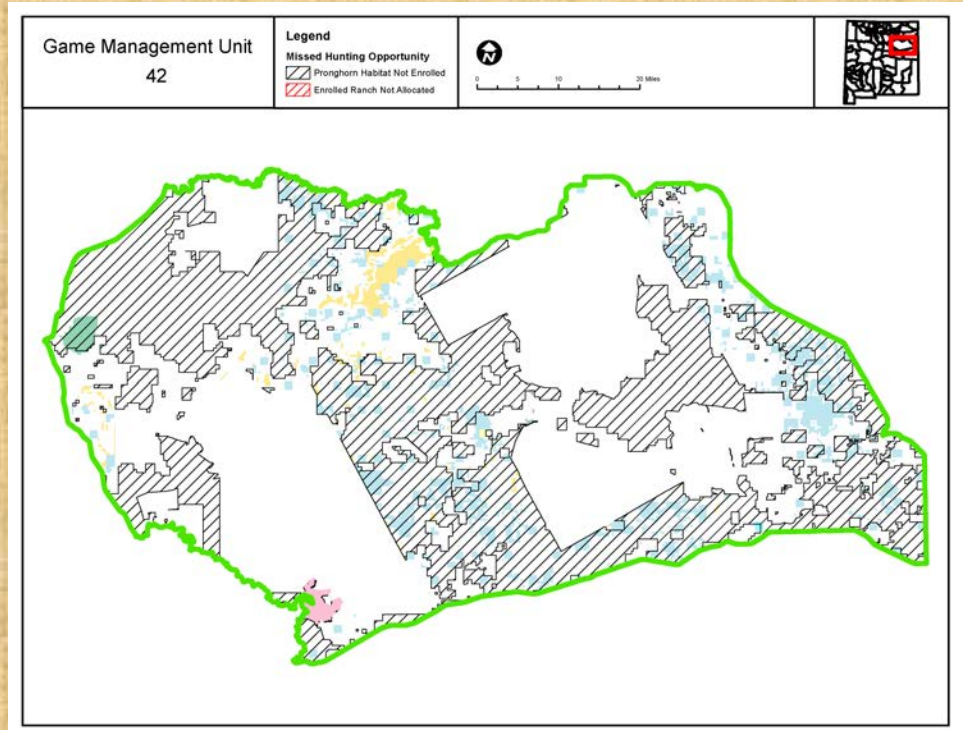 Game Management Unit
42
Legend
Missed Hunting Opportunity
Pronghorn Habitat Not Enrolled
Enrolled Ranch Not Allocated
N
0 5 10 20 Miles